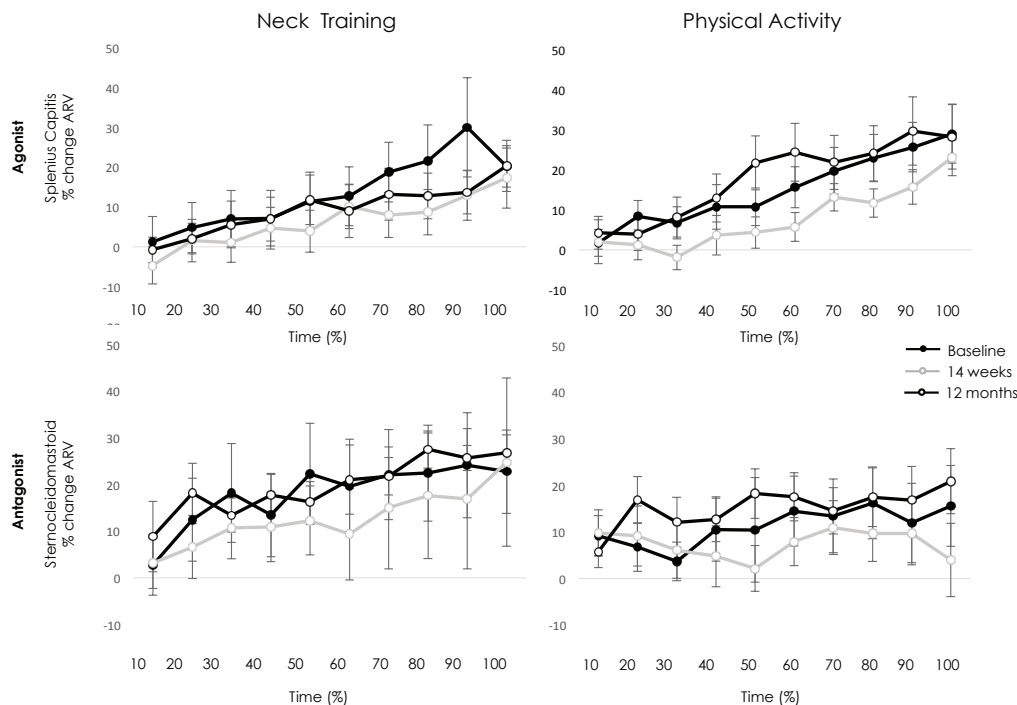 Neck Training
Physical Activity
Agonist
Splenius Capitis
% change ARV
50
40
30
20
10
0
-10
10 20 30 40 50 60 70 80 90 100
Time (%)
50
40
30
20
10
0
-10
10 20 30 40 50 60 70 80 90 100
Time (%)
Antagonist
Sternocleidomastoid
% change ARV
50
40
30
20
10
0
-10
10 20 30 40 50 60 70 80 90 100
Time (%)
50
40
30
20
10
0
-10
10 20 30 40 50 60 70 80 90 100
Time (%)
Baseline
14 weeks
12 months